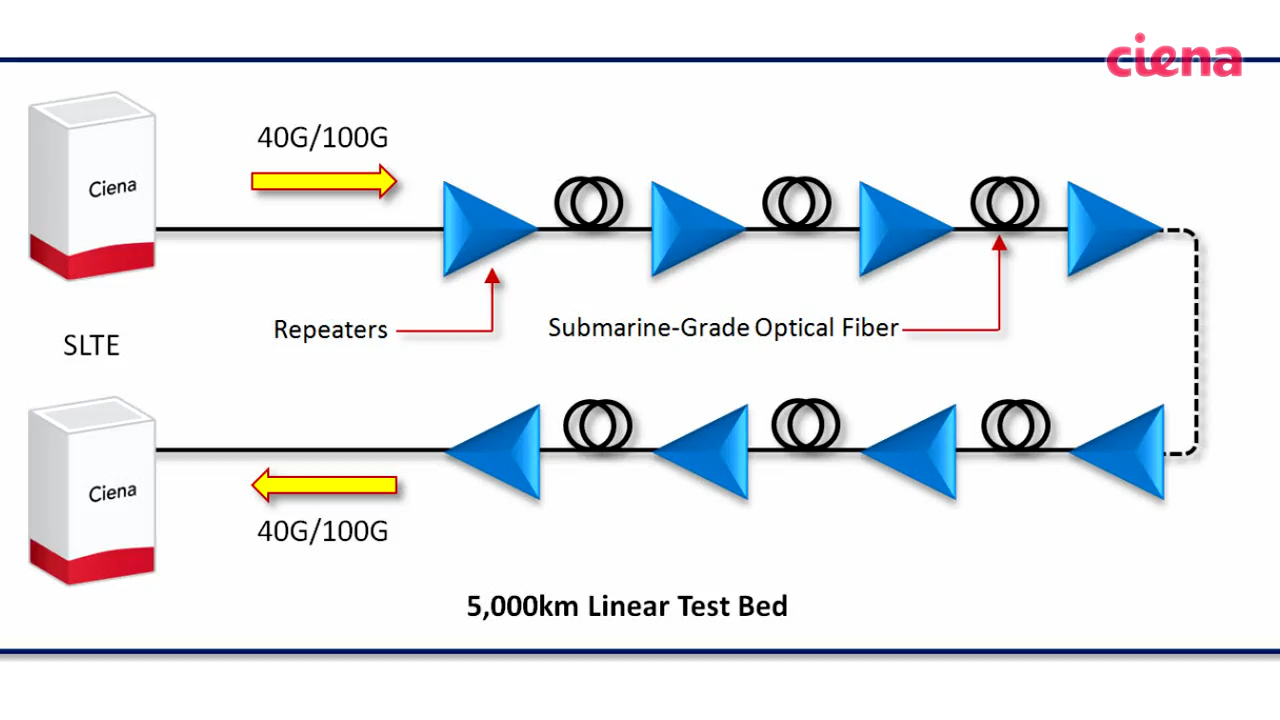 ciena
40G/100G
Ciena
Repeaters
Submarine-Grade Optical Fiber
SLTE
Ciena
40G/100G
5,000km Linear Test Bed